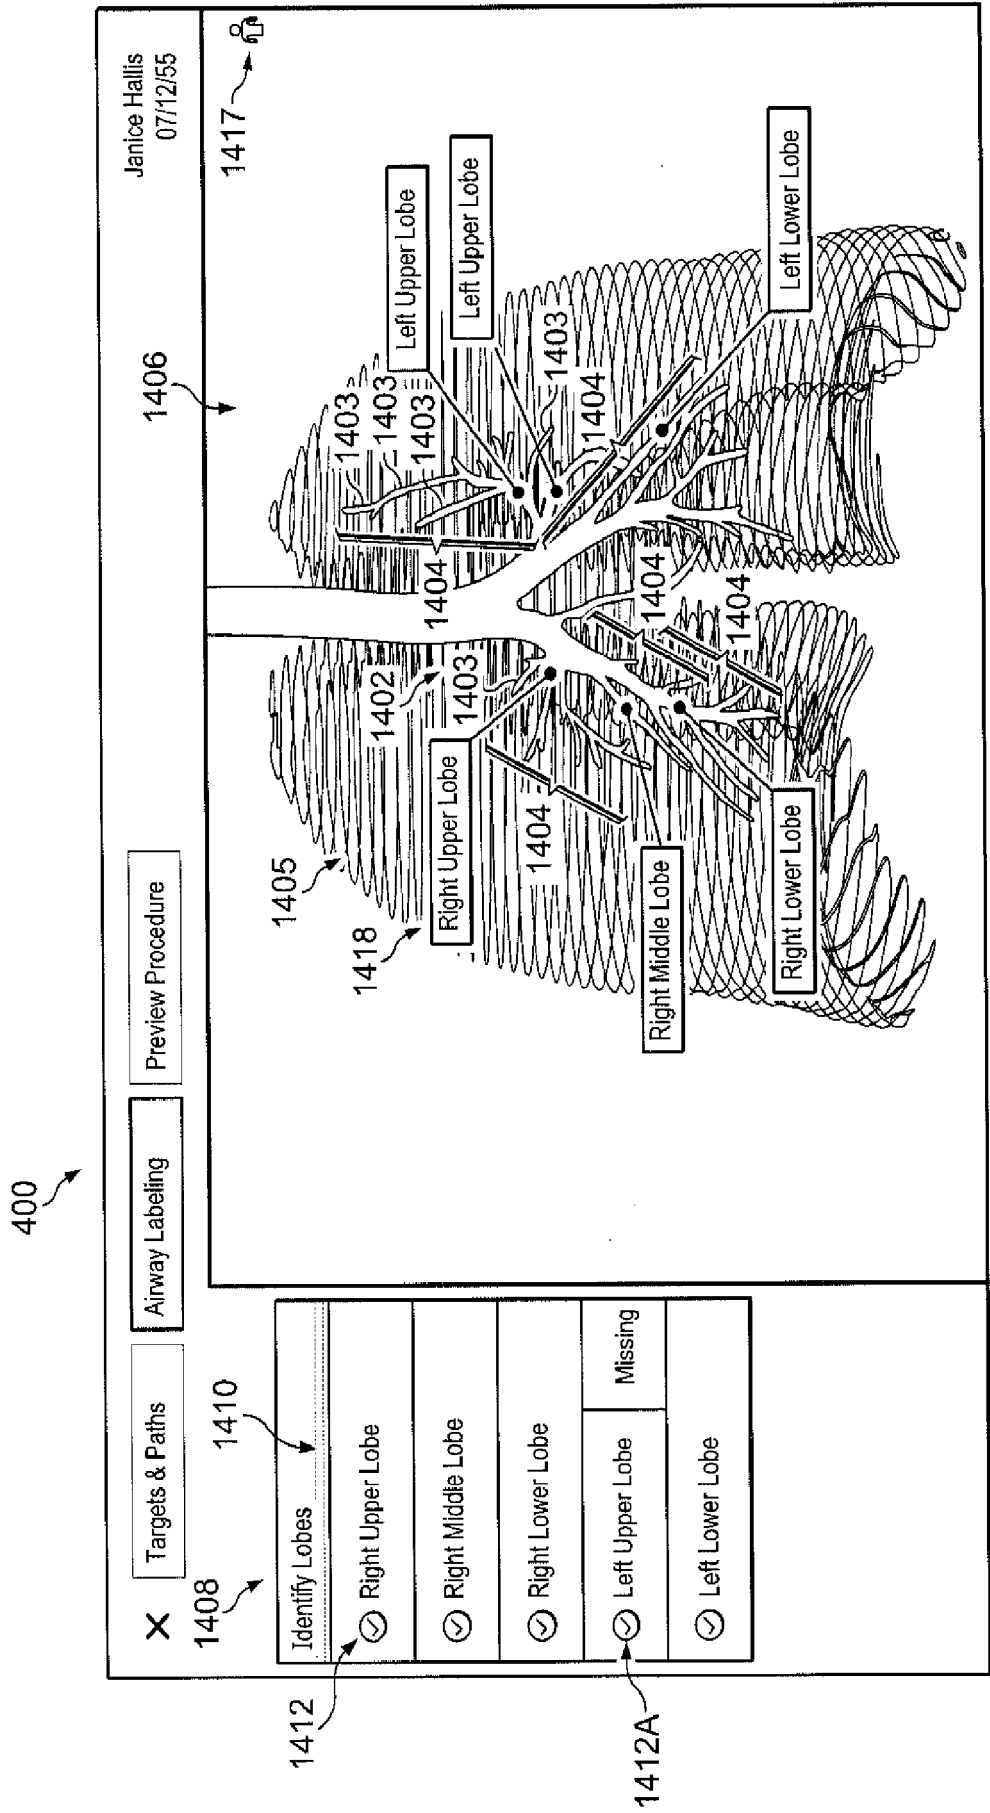 400
Janice Hallis
07/12/55
X
Targets & Paths
Airway Labeling
Preview Procedure
1408
1410
1406
1417
Identify Lobes
1412
Right Upper Lobe
Right Middle Lobe
Right Lower Lobe
1412A
Left Upper Lobe
Missing
Left Lower Lobe
1405
1418
1402
1403
1403
1403
1403
1403
1404
1404
1404
1404
1404
Right Upper Lobe
Right Middle Lobe
Right Lower Lobe
Left Upper Lobe
Left Upper Lobe
Left Lower Lobe